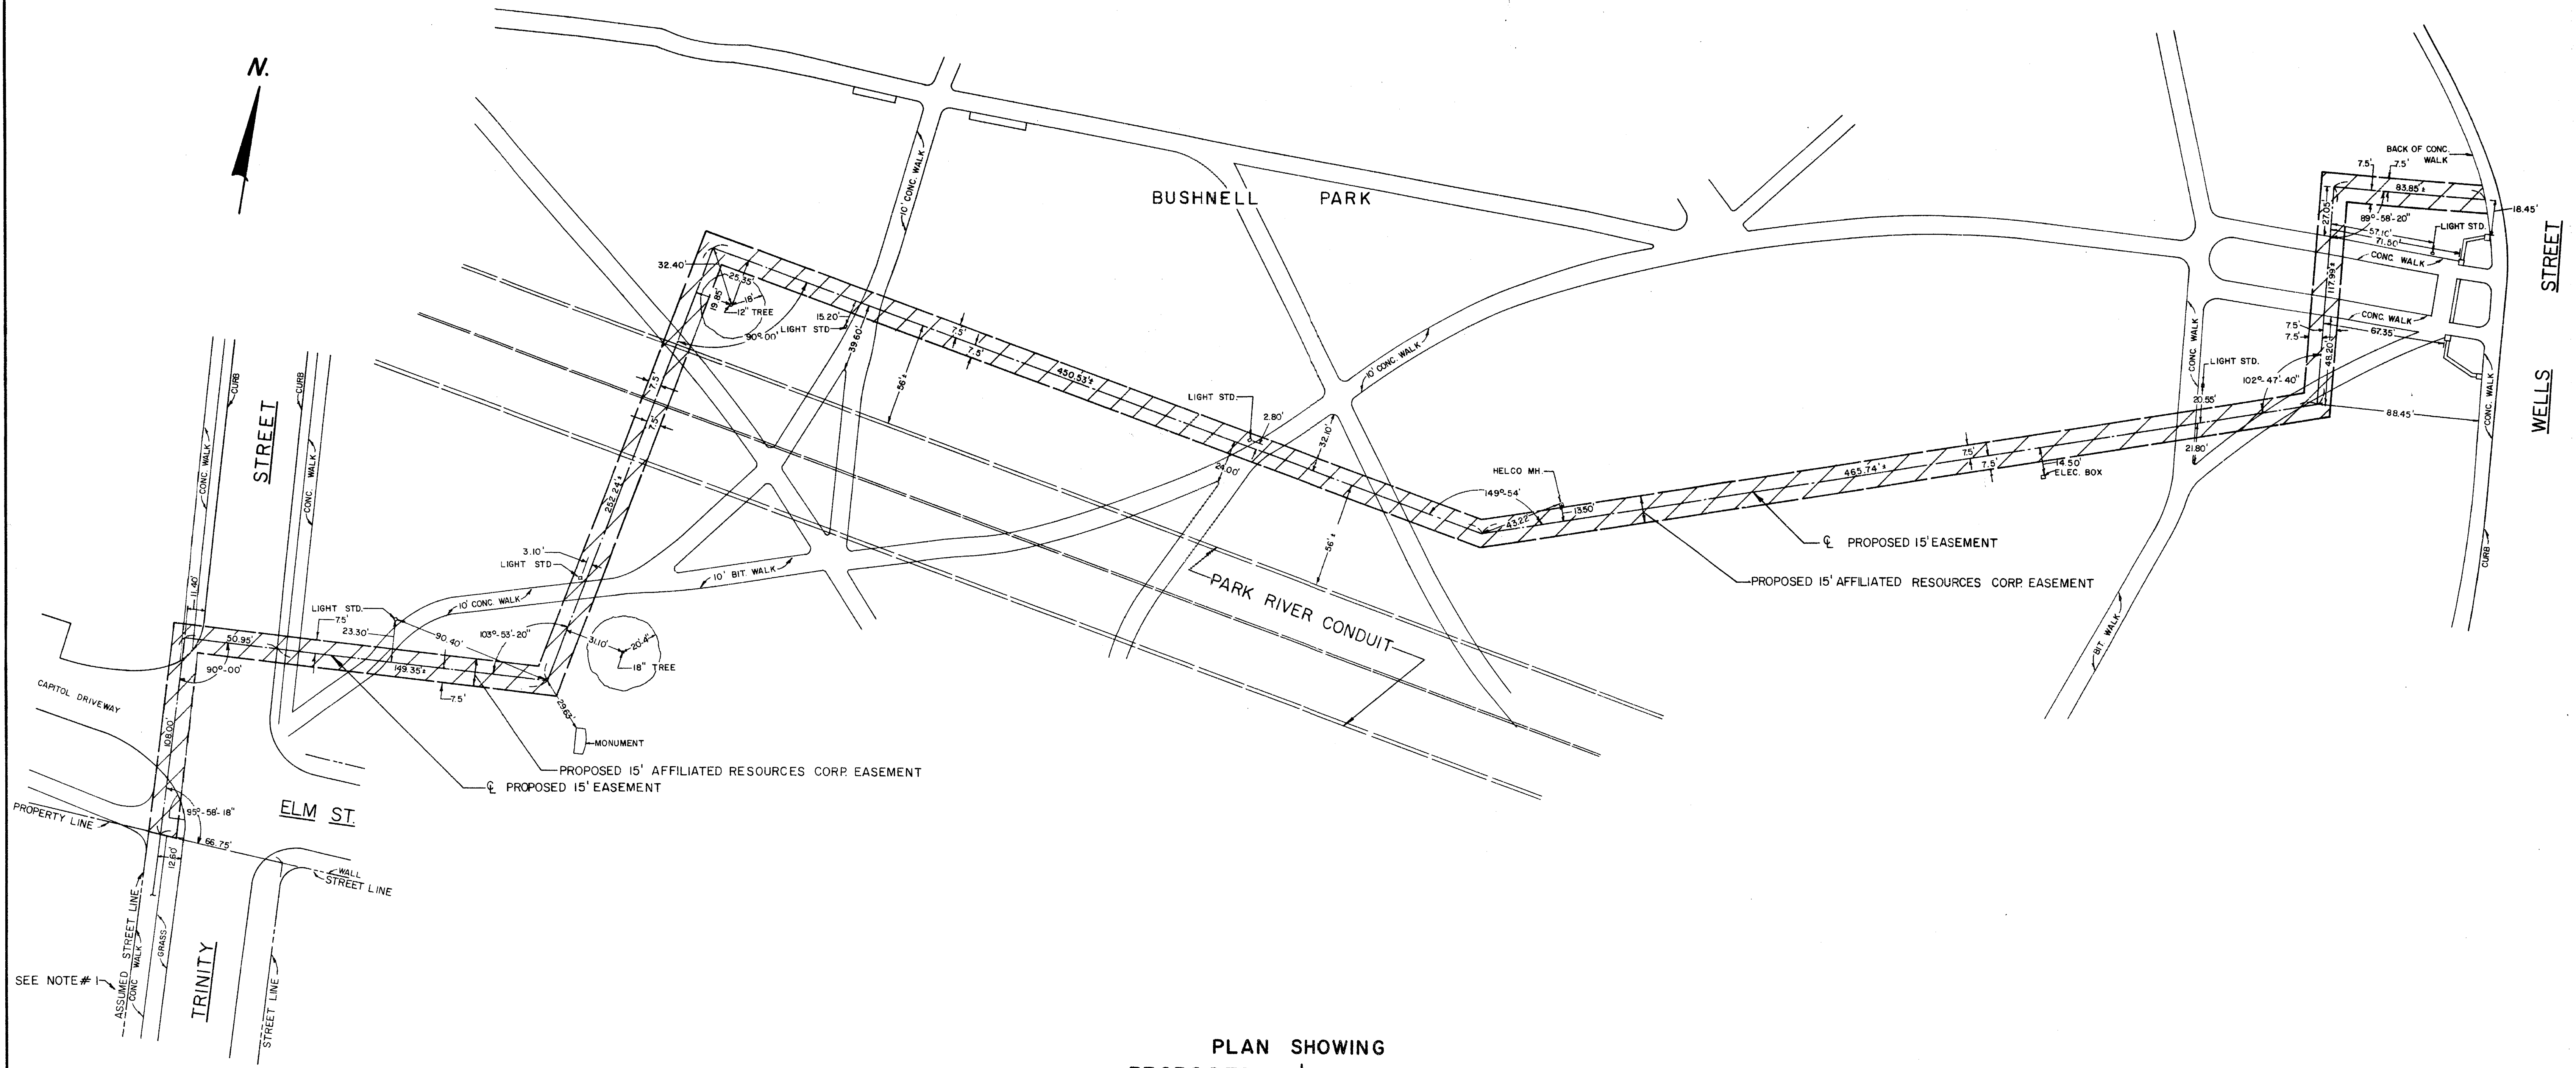 N.
BUSHNELL PARK
BACK OF CONC.
WALK
7.5'
7.5'
83.85'±
18.45'
27.05'
89°-58'-20"
57.10'
LIGHT STD.
71.50'
CONC. WALK
STREET
117.99'±
CONC. WALK
7.5'
7.5'
67.35'
48.20'
LIGHT STD.
CONC. WALK
102°-47'-40"
20.55'
88.45'
CONC. WALK
WELLS
21.80'
CURB
BIT. WALK
10' CONC. WALK
32.40'
25.35'
19.85'
18'
12" TREE
15.20'
LIGHT STD
90°00'
39.60'
7.5'
7.5'
56'±
450.53'±
10' CONC. WALK
LIGHT STD.
2.80'
32.10'
24.00'
HELCO MH.
149°-54'
43.22'
13.50'
465.74'±
7.5'
7.5'
14.50'
ELEC. BOX
56'±
℄ PROPOSED 15' EASEMENT
PROPOSED 15' AFFILIATED RESOURCES CORP. EASEMENT
PARK RIVER CONDUIT
CURB
CURB
CONC. WALK
STREET
CONC. WALK
7.5'
7.5'
252.24'±
3.10'
LIGHT STD
10' BIT. WALK
10' CONC. WALK
11.40'
LIGHT STD.
7.5'
23.30'
90.40'
103°-53'-20"
31.10'
20.4'
18" TREE
50.95'
90°-00'
149.35'±
7.5'
29.63'
MONUMENT
CAPITOL DRIVEWAY
108.00'
PROPOSED 15' AFFILIATED RESOURCES CORP. EASEMENT
℄ PROPOSED 15' EASEMENT
PROPERTY LINE
95°-58'-18"
ELM ST.
66.75'
12.60'
WALL
STREET LINE
ASSUMED STREET LINE
CONC WALK
GRASS
SEE NOTE # 1
TRINITY
STREET LINE
PLAN SHOWING